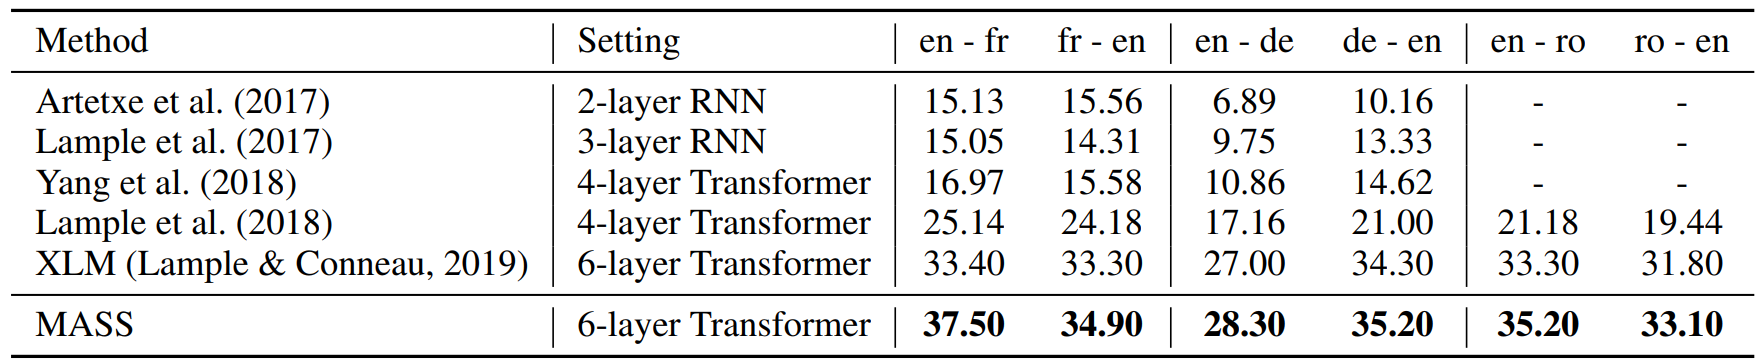 Method Setting en - fr fr - en en - de de - en en - ro ro - en
Artetxe et al. (2017) 2-layer RNN 15.13 15.56 6.89 10.16 - -
Lample et al. (2017) 3-layer RNN 15.05 14.31 9.75 13.33 - -
Yang et al. (2018) 4-layer Transformer 16.97 15.58 10.86 14.62 - -
Lample et al. (2018) 4-layer Transformer 25.14 24.18 17.16 21.00 21.18 19.44
XLM (Lample & Conneau, 2019) 6-layer Transformer 33.40 33.30 27.00 34.30 33.30 31.80
MASS 6-layer Transformer 37.50 34.90 28.30 35.20 35.20 33.10